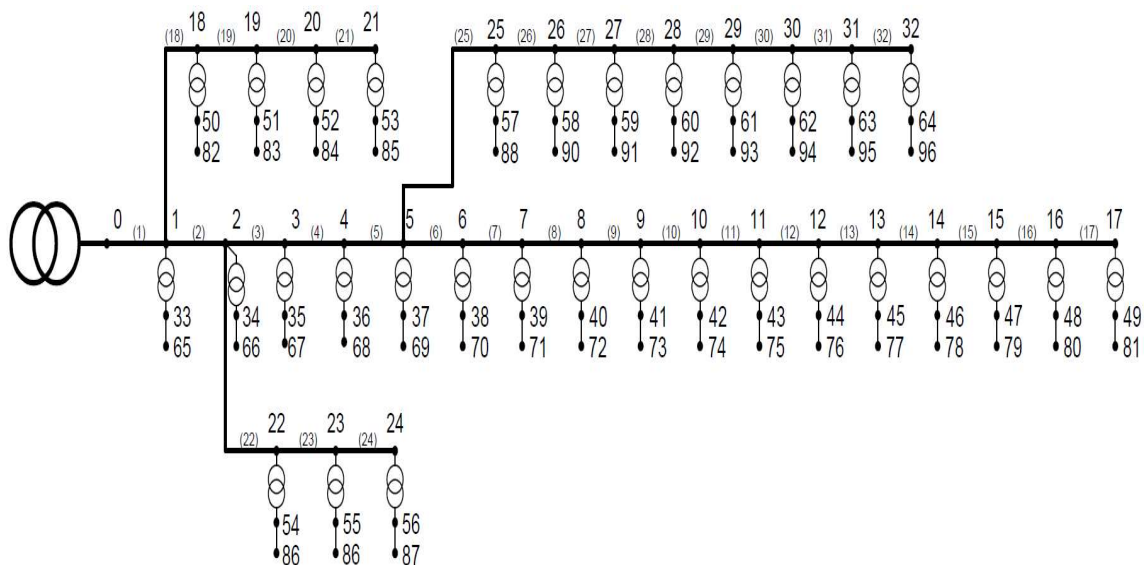 18 19 20 21 25 26 27 28 29 30 31 32
(18) (19) (20) (21) (25) (26) (27) (28) (29) (30) (31) (32)
50 51 52 53 57 58 59 60 61 62 63 64
82 83 84 85 88 90 91 92 93 94 95 96
0 1 2 3 4 5 6 7 8 9 10 11 12 13 14 15 16 17
(1) (2) (3) (4) (5) (6) (7) (8) (9) (10) (11) (12) (13) (14) (15) (16) (17)
33 34 35 36 37 38 39 40 41 42 43 44 45 46 47 48 49
65 66 67 68 69 70 71 72 73 74 75 76 77 78 79 80 81
22 23 24
(22) (23) (24)
54 55 56
86 86 87